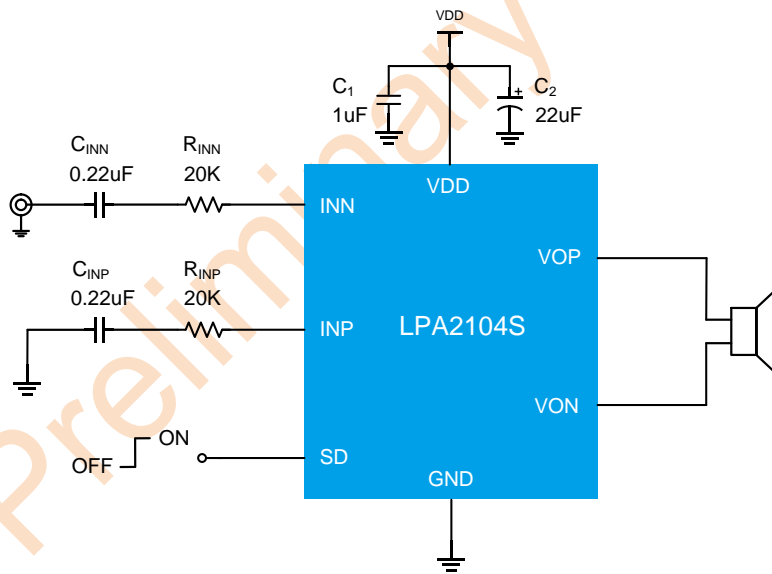 VDD
C1
1uF
C2
22uF
CINN
0.22uF
RINN
20K
VDD
INN
VOP
CINP
0.22uF
RINP
20K
INP
LPA2104S
VON
ON
OFF
SD
GND
Preliminary